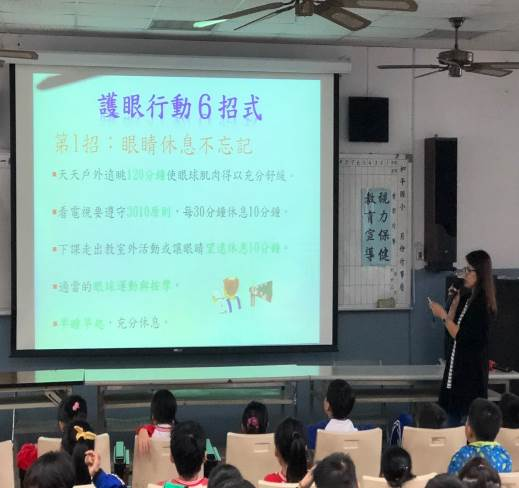 護眼行動6招式
第1招：眼睛休息不忘記
▪天天戶外遠眺120分鐘使眼球肌肉得以充分舒緩。
▪看電視要遵守3010原則，每30分鐘休息10分鐘。
▪下課走出教室外活動或讓眼睛望遠休息10分鐘。
▪適當的眼球運動與按摩。
▪早睡早起，充分休息。
視力保健
教育宣導